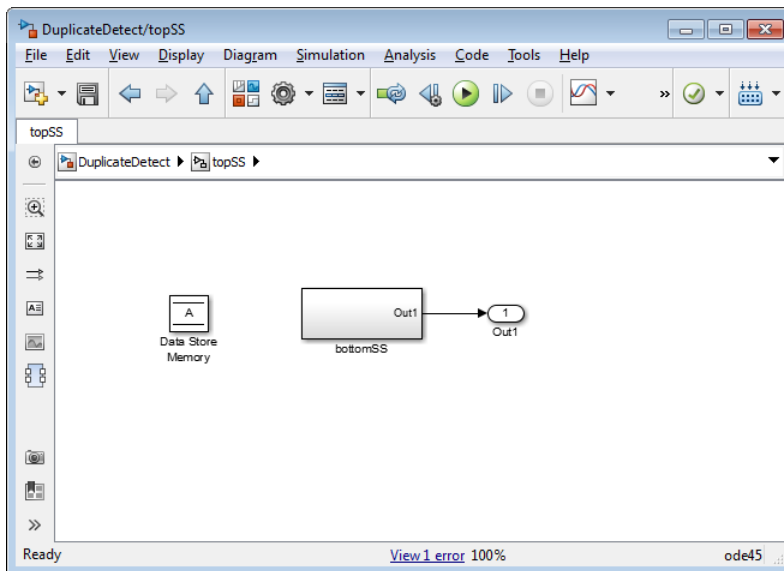 DuplicateDetect/topSS
File Edit View Display Diagram Simulation Analysis Code Tools Help
»
topSS
DuplicateDetect topSS
A
Data Store
Memory
Out1
bottomSS
1
Out1
Ready View 1 error 100% ode45